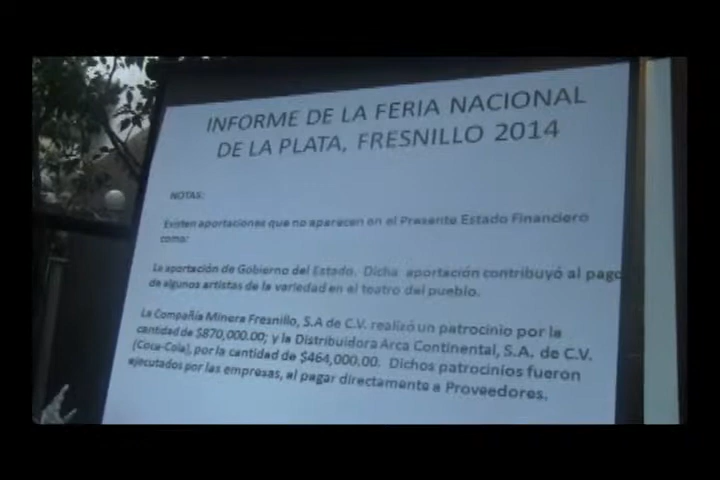 INFORME DE LA FERIA NACIONAL
DE LA PLATA, FRESNILLO 2014
NOTAS:
Existen aportaciones que no aparecen en el Presente Estado Financiero
como:
La aportación de Gobierno del Estado. Dicha aportación contribuyó al pago
de algunos artistas de la variedad en el teatro del pueblo.
La Compañía Minera Fresnillo, S.A de C.V. realizó un patrocinio por la
cantidad de $870,000.00; y la Distribuidora Arca Continental, S.A. de C.V.
(Coca-Cola), por la cantidad de $464,000.00. Dichos patrocinios fueron
ejecutados por las empresas, al pagar directamente a Proveedores.